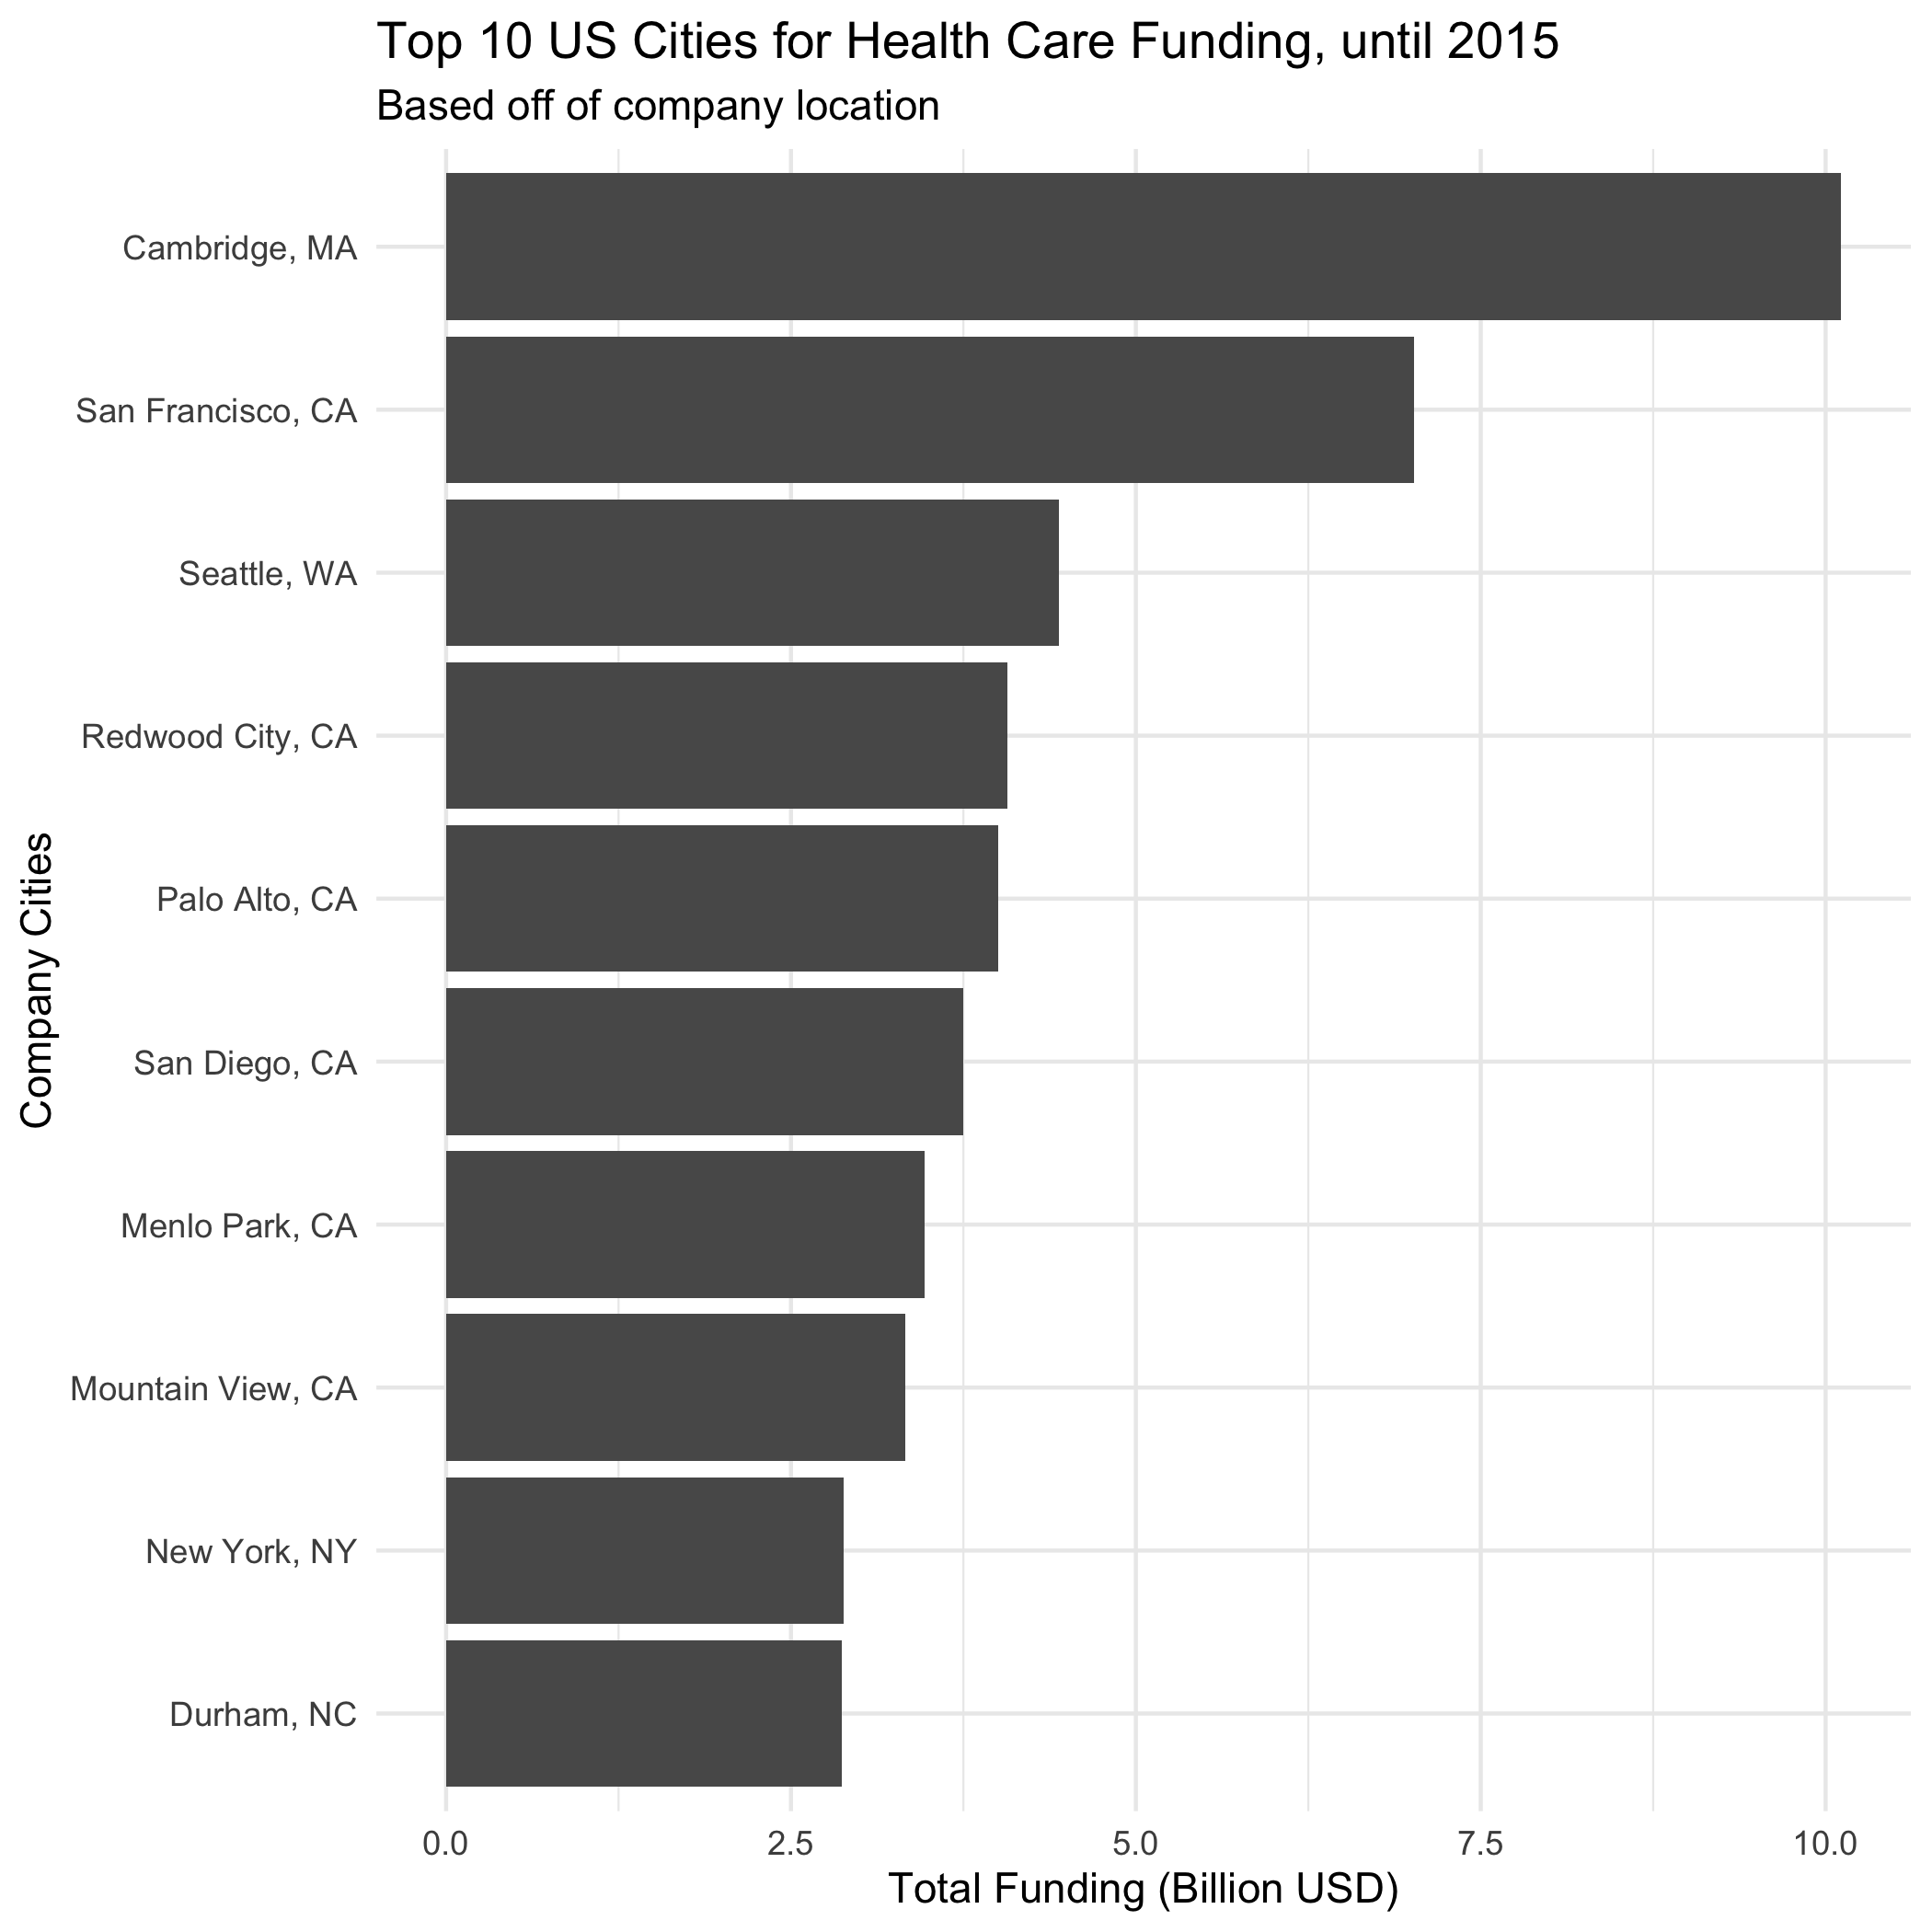 Top 10 US Cities for Health Care Funding, until 2015
Based off of company location
Company Cities
Cambridge, MA
San Francisco, CA
Seattle, WA
Redwood City, CA
Palo Alto, CA
San Diego, CA
Menlo Park, CA
Mountain View, CA
New York, NY
Durham, NC
0.0 2.5 5.0 7.5 10.0
Total Funding (Billion USD)